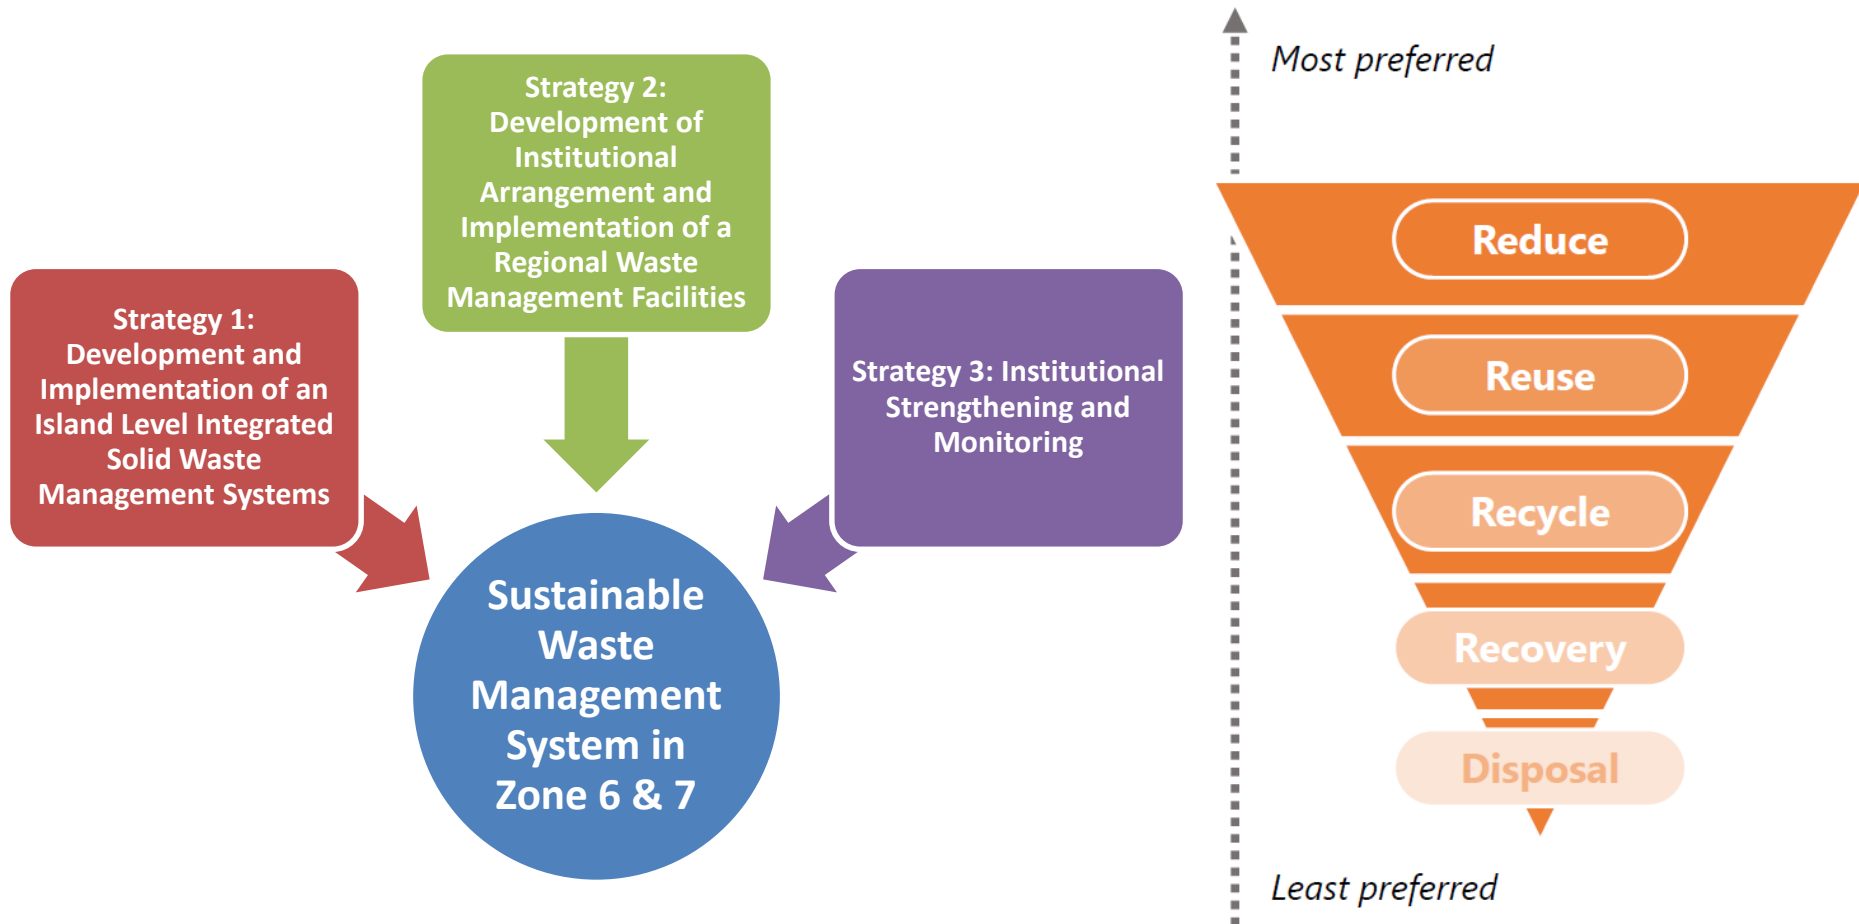 Strategy 1:
Development and
Implementation of an
Island Level Integrated
Solid Waste
Management Systems
Strategy 2:
Development of
Institutional
Arrangement and
Implementation of a
Regional Waste
Management Facilities
Strategy 3: Institutional
Strengthening and
Monitoring
Sustainable
Waste
Management
System in
Zone 6 & 7
Most preferred
Reduce
Reuse
Recycle
Recovery
Disposal
Least preferred